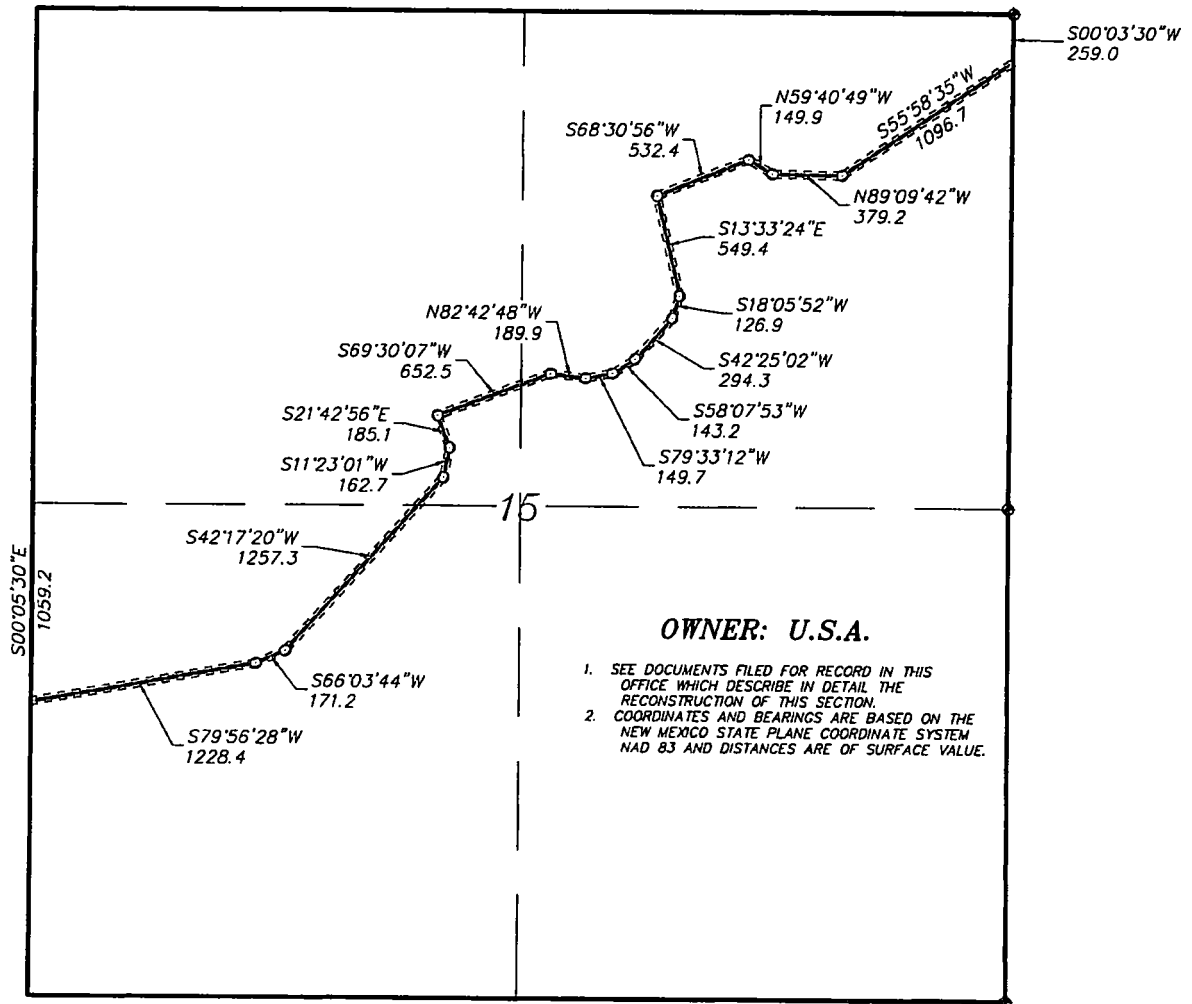 S00°03'30"W
259.0
S55°58'35"W
1096.7
N59°40'49"W
149.9
S68°30'56"W
532.4
N89°09'42"W
379.2
S13°33'24"E
549.4
N82°42'48"W
189.9
S18°05'52"W
126.9
S69°30'07"W
652.5
S42°25'02"W
294.3
S21°42'56"E
185.1
S58°07'53"W
143.2
S11°23'01"W
162.7
S79°33'12"W
149.7
15
S42°17'20"W
1257.3
S00°05'30"E
1059.2
OWNER: U.S.A.
1. SEE DOCUMENTS FILED FOR RECORD IN THIS
OFFICE WHICH DESCRIBE IN DETAIL THE
RECONSTRUCTION OF THIS SECTION.
2. COORDINATES AND BEARINGS ARE BASED ON THE
NEW MEXICO STATE PLANE COORDINATE SYSTEM
NAD 83 AND DISTANCES ARE OF SURFACE VALUE.
S66°03'44"W
171.2
S79°56'28"W
1228.4